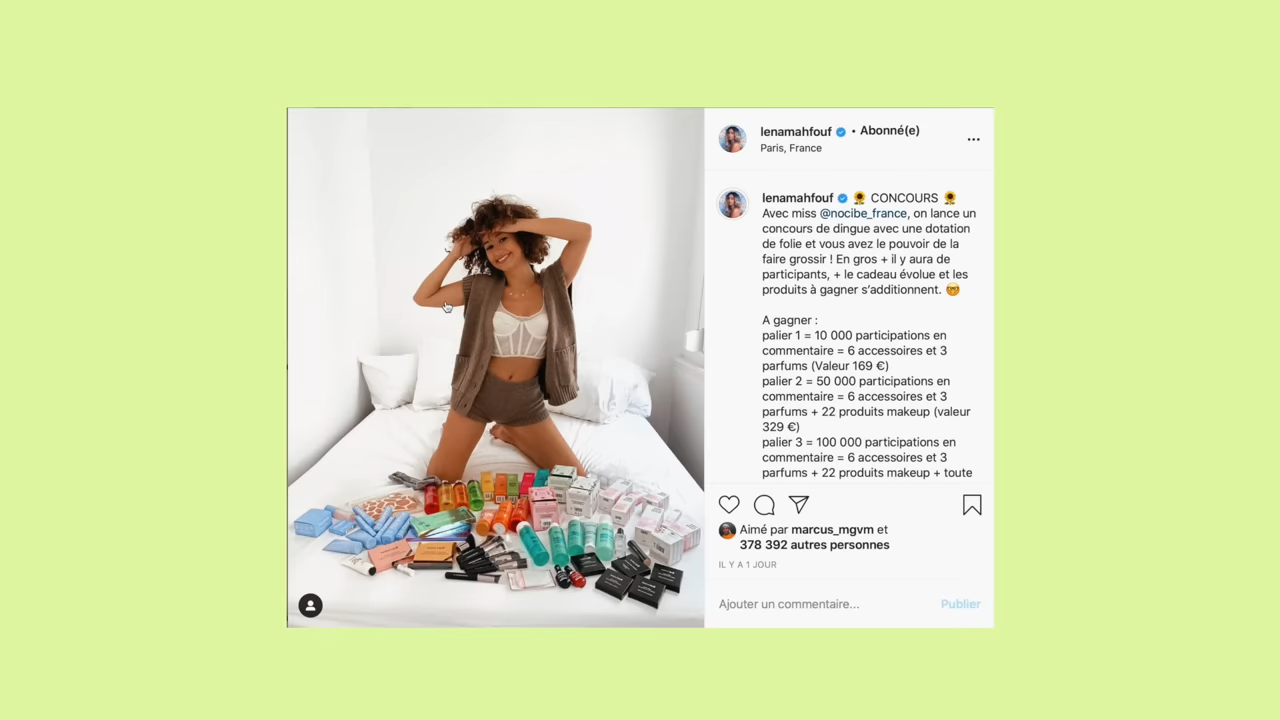 lenamahfouf • Abonné(e)
Paris, France
...
lenamahfouf 🌻 CONCOURS 🌻
Avec miss @nocibe_france, on lance un
concours de dingue avec une dotation
de folie et vous avez le pouvoir de la
faire grossir ! En gros + il y aura de
participants, + le cadeau évolue et les
produits à gagner s'additionnent. 🤓
A gagner :
palier 1 = 10 000 participations en
commentaire = 6 accessoires et 3
parfums (Valeur 169 €)
palier 2 = 50 000 participations en
commentaire = 6 accessoires et 3
parfums + 22 produits makeup (valeur
329 €)
palier 3 = 100 000 participations en
commentaire = 6 accessoires et 3
parfums + 22 produits makeup + toute
Aimé par marcus_mgvm et
378 392 autres personnes
IL Y A 1 JOUR
Ajouter un commentaire... Publier